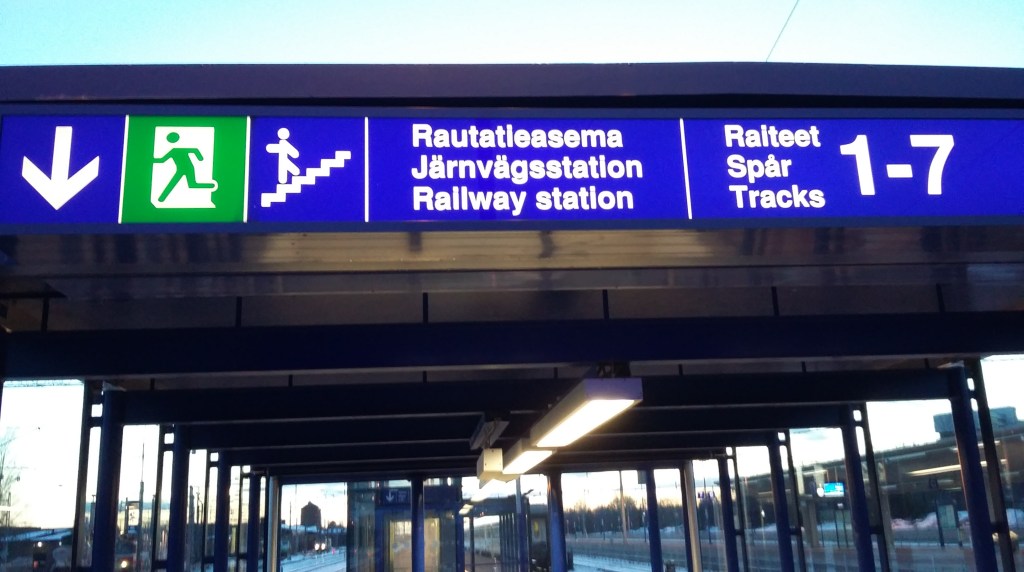 Rautatieasema
Järnvägsstation
Railway station
Raiteet
Spår
Tracks
1-7